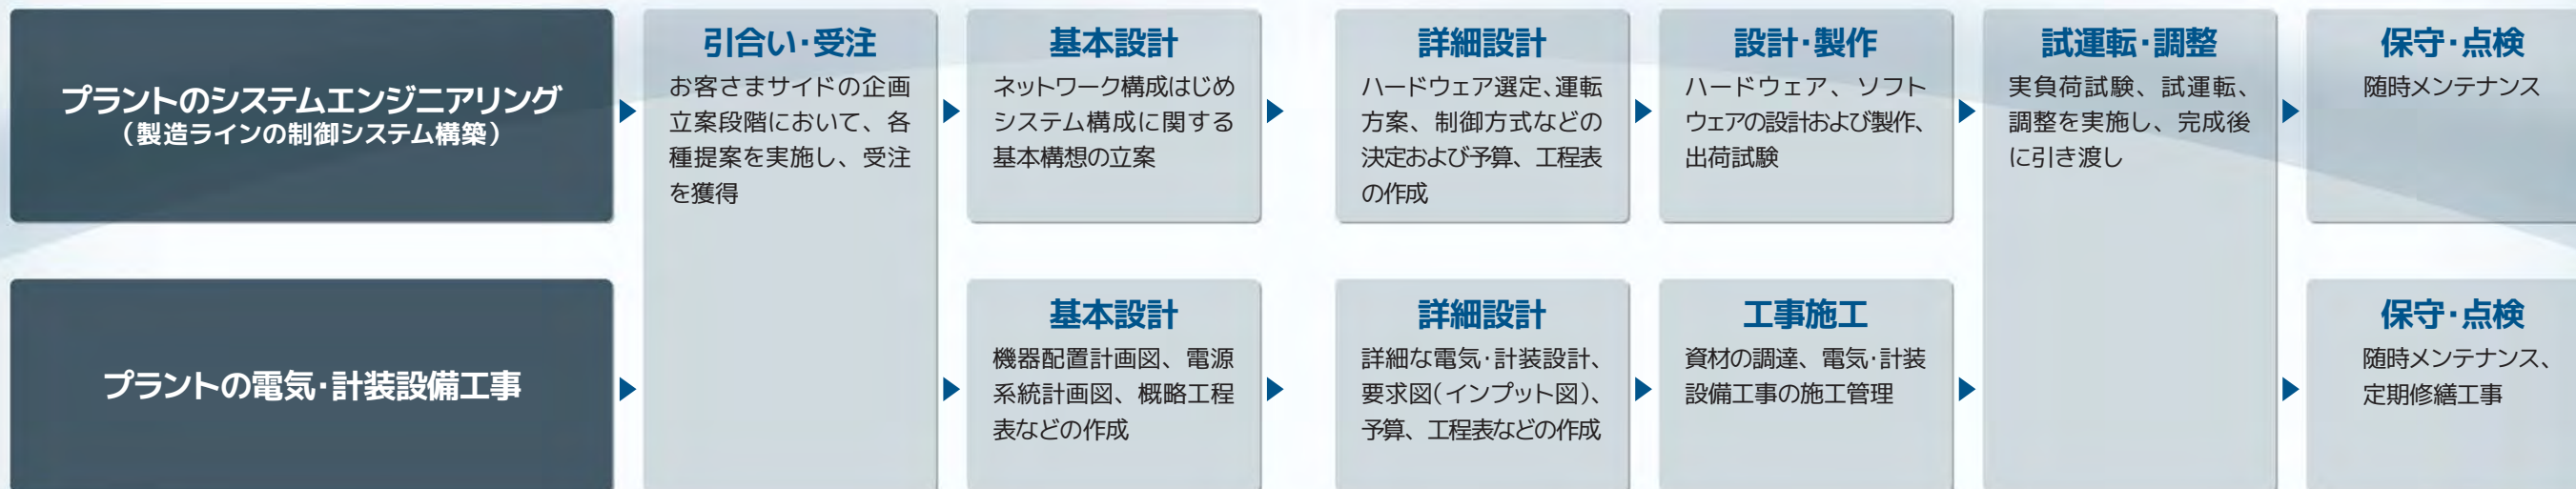 プラントのシステムエンジニアリング
（製造ラインの制御システム構築）
引合い・受注
お客さまサイドの企画
立案段階において、各
種提案を実施し、受注
を獲得
基本設計
ネットワーク構成はじめ
システム構成に関する
基本構想の立案
詳細設計
ハードウェア選定、運転
方案、制御方式などの
決定および予算、工程表
の作成
設計・製作
ハードウェア、ソフト
ウェアの設計および製作、
出荷試験
試運転・調整
実負荷試験、試運転、
調整を実施し、完成後
に引き渡し
保守・点検
随時メンテナンス
プラントの電気・計装設備工事
基本設計
機器配置計画図、電源
系統計画図、概略工程
表などの作成
詳細設計
詳細な電気・計装設計、
要求図（インプット図）、
予算、工程表などの作成
工事施工
資材の調達、電気・計装
設備工事の施工管理
保守・点検
随時メンテナンス、
定期修繕工事